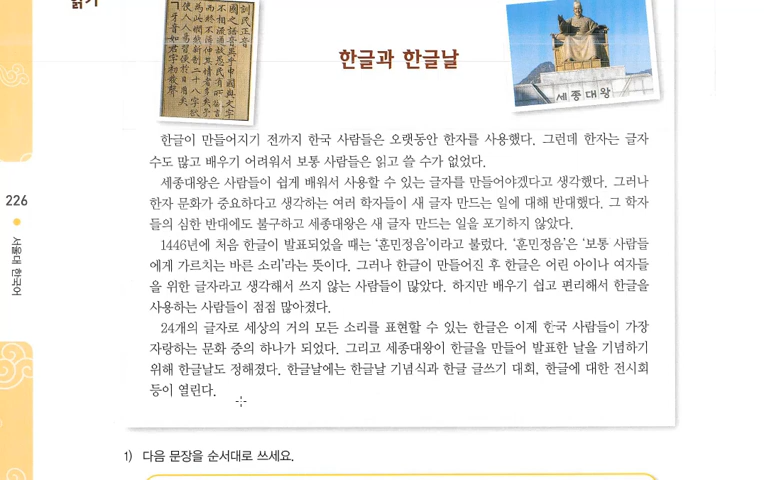 읽기
한글과 한글날
세종대왕
한글이 만들어지기 전까지 한국 사람들은 오랫동안 한자를 사용했다. 그런데 한자는 글자
수도 많고 배우기 어려워서 보통 사람들은 읽고 쓸 수가 없었다.
세종대왕은 사람들이 쉽게 배워서 사용할 수 있는 글자를 만들어야겠다고 생각했다. 그러나
한자 문화가 중요하다고 생각하는 여러 학자들이 새 글자 만드는 일에 대해 반대했다. 그 학자
들의 심한 반대에도 불구하고 세종대왕은 새 글자 만드는 일을 포기하지 않았다.
1446년에 처음 한글이 발표되었을 때는 '훈민정음'이라고 불렀다. '훈민정음'은 '보통 사람들
에게 가르치는 바른 소리'라는 뜻이다. 그러나 한글이 만들어진 후 한글은 어린 아이나 여자들
을 위한 글자라고 생각해서 쓰지 않는 사람들이 많았다. 하지만 배우기 쉽고 편리해서 한글을
사용하는 사람들이 점점 많아졌다.
24개의 글자로 세상의 거의 모든 소리를 표현할 수 있는 한글은 이제 한국 사람들이 가장
자랑하는 문화 중의 하나가 되었다. 그리고 세종대왕이 한글을 만들어 발표한 날을 기념하기
위해 한글날도 정해졌다. 한글날에는 한글날 기념식과 한글 글쓰기 대회, 한글에 대한 전시회
등이 열린다.
226
서울대 한국어
1) 다음 문장을 순서대로 쓰세요.